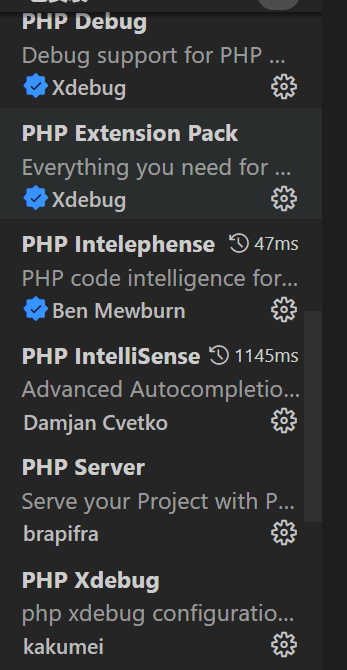 PHP Debug
Debug support for PHP ...
Xdebug
PHP Extension Pack
Everything you need for ...
Xdebug
PHP Intelephense 47ms
PHP code intelligence for...
Ben Mewburn
PHP IntelliSense 1145ms
Advanced Autocompletio...
Damjan Cvetko
PHP Server
Serve your Project with P...
brapifra
PHP Xdebug
php xdebug configuratio...
kakumei